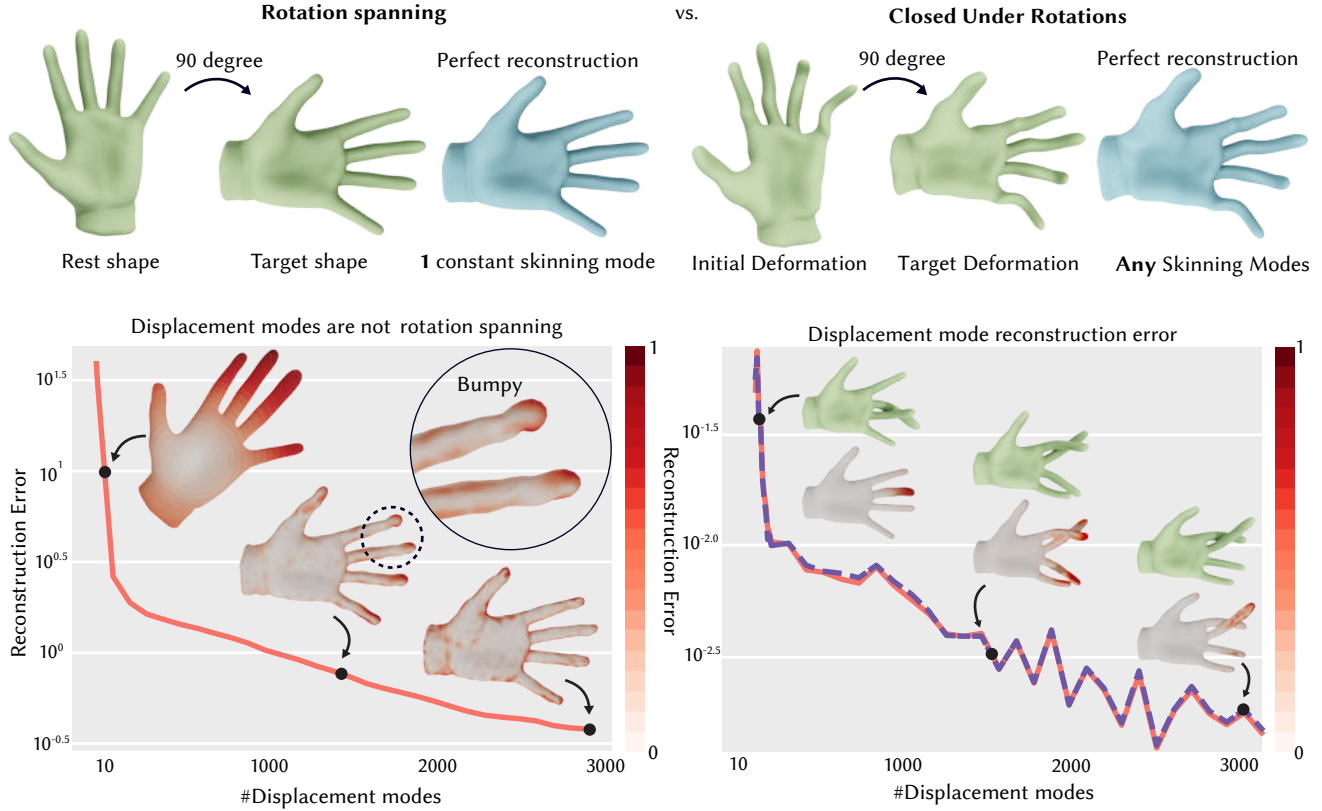 Rotation spanning
vs.
Closed Under Rotations
90 degree
Perfect reconstruction
90 degree
Perfect reconstruction
Rest shape
Target shape
1 constant skinning mode
Initial Deformation
Target Deformation
Any Skinning Modes
Displacement modes are not rotation spanning
Reconstruction Error
10^1.5
10^1
10^0.5
10^0
10^-0.5
Bumpy
1
0
10
1000
2000
3000
#Displacement modes
Displacement mode reconstruction error
Reconstruction Error
10^-1.5
10^-2.0
10^-2.5
1
0
10
1000
2000
3000
#Displacement modes